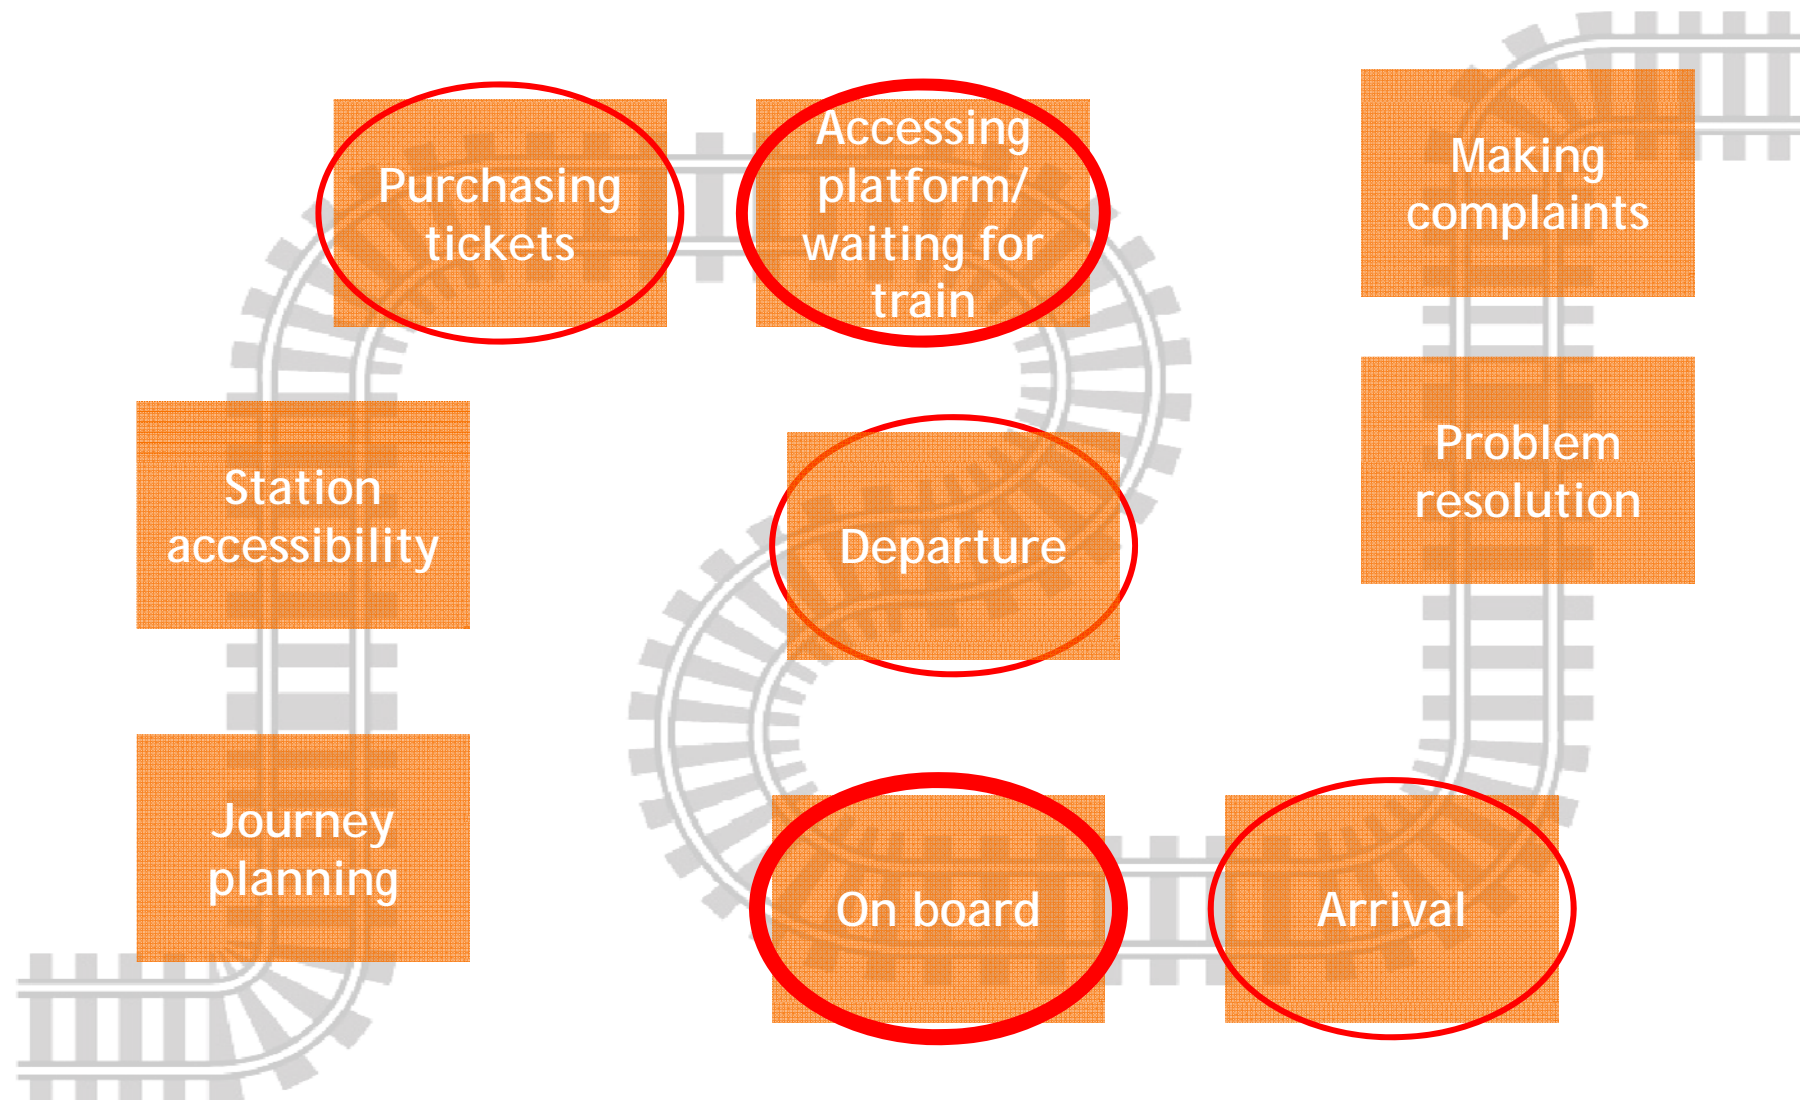 Purchasing
tickets
Accessing
platform/
waiting for
train
Making
complaints
Station
accessibility
Departure
Problem
resolution
Journey
planning
On board
Arrival